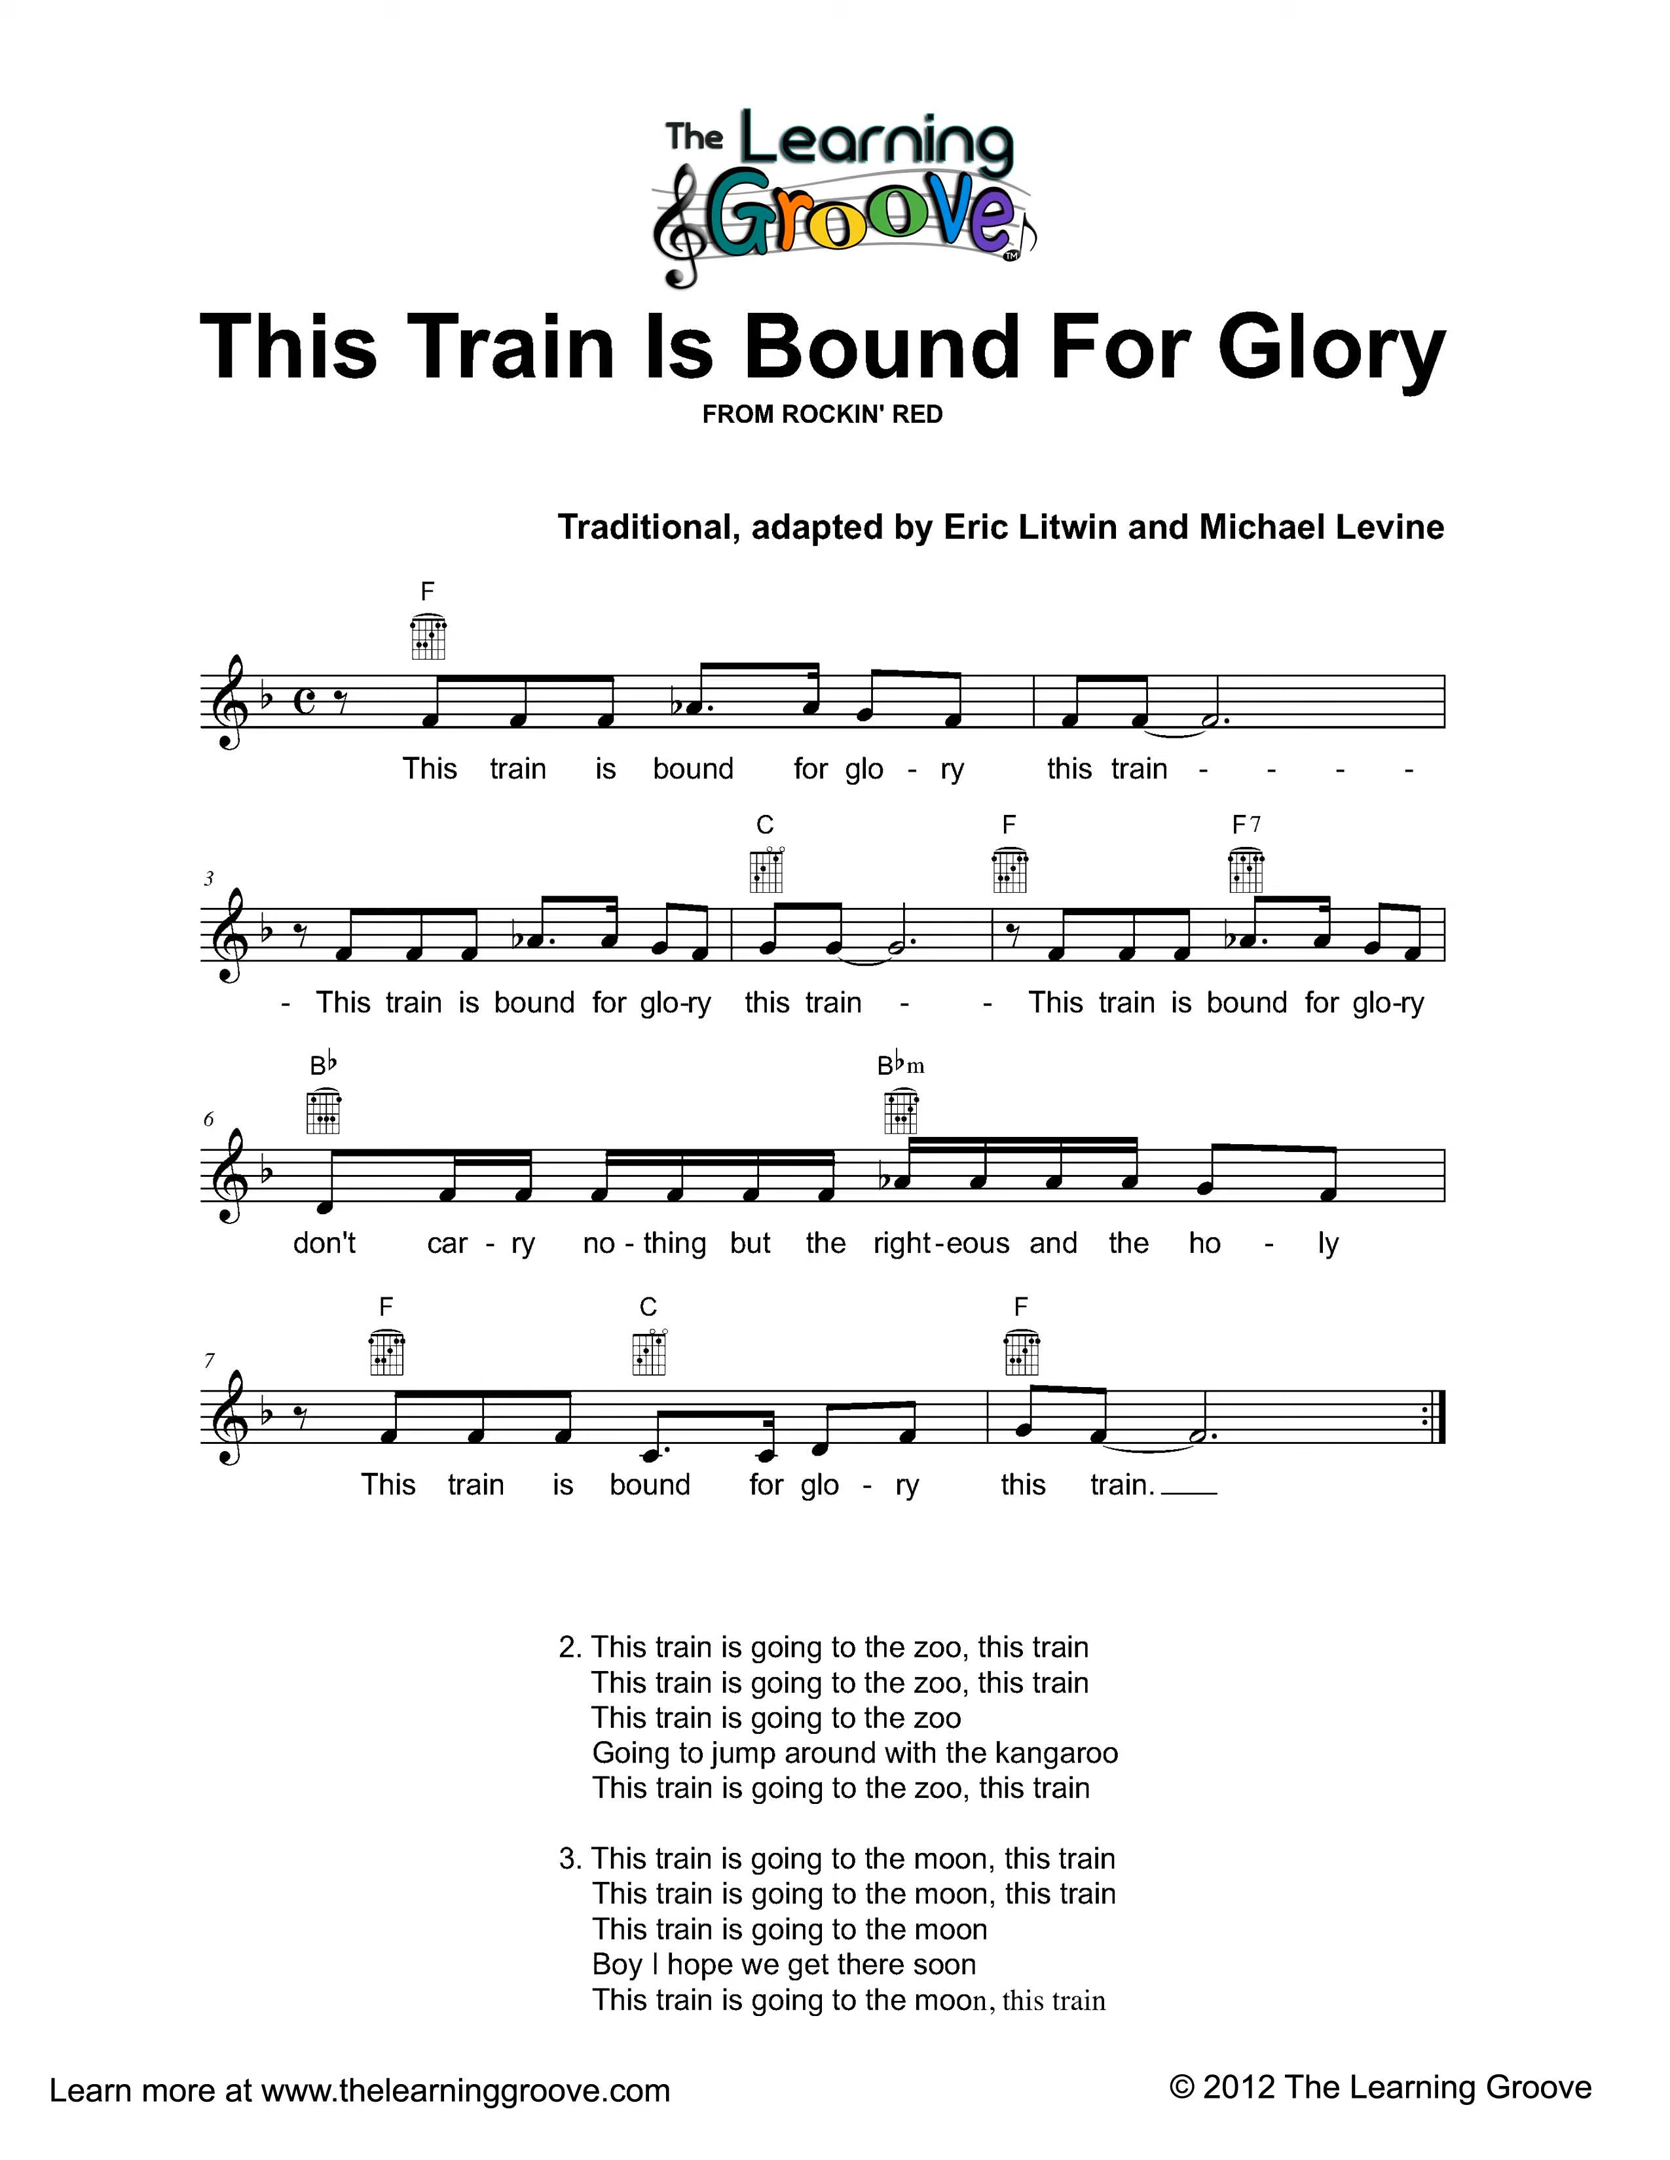 The Learning
Groove TM
This Train Is Bound For Glory
FROM ROCKIN' RED
Traditional, adapted by Eric Litwin and Michael Levine
F
This train is bound for glo - ry this train - - - -
C F F7
3
- This train is bound for glo-ry this train - - This train is bound for glo-ry
B♭ B♭m
6
don't car - ry no - thing but the right-eous and the ho - ly
F C F
7
This train is bound for glo - ry this train. ___
2. This train is going to the zoo, this train
This train is going to the zoo, this train
This train is going to the zoo
Going to jump around with the kangaroo
This train is going to the zoo, this train
3. This train is going to the moon, this train
This train is going to the moon, this train
This train is going to the moon
Boy I hope we get there soon
This train is going to the moon, this train
Learn more at www.thelearninggroove.com
© 2012 The Learning Groove